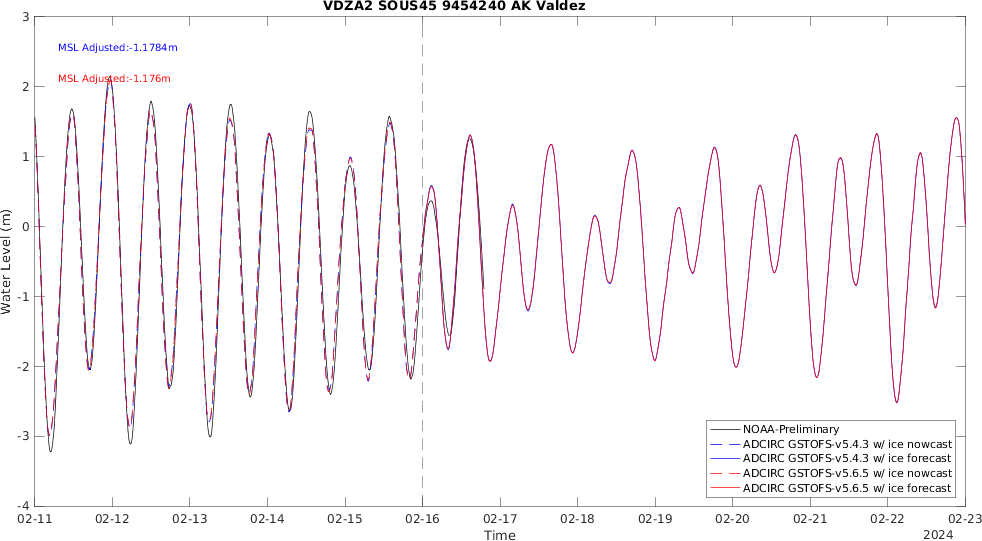 VDZA2 SOUS45 9454240 AK Valdez
3
MSL Adjusted:-1.1784m
MSL Adjusted:-1.176m
2
1
0
Water Level (m)
-1
-2
-3
-4
NOAA-Preliminary
ADCIRC GSTOFS-v5.4.3 w/ ice nowcast
ADCIRC GSTOFS-v5.4.3 w/ ice forecast
ADCIRC GSTOFS-v5.6.5 w/ ice nowcast
ADCIRC GSTOFS-v5.6.5 w/ ice forecast
02-11 02-12 02-13 02-14 02-15 02-16 02-17 02-18 02-19 02-20 02-21 02-22 02-23
Time
2024